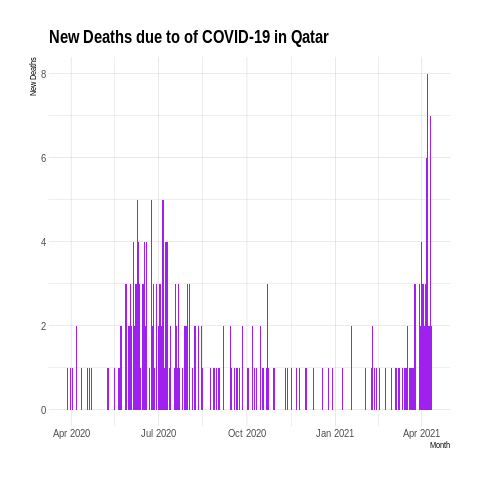 New Deaths due to of COVID-19 in Qatar
New Deaths
8
6
4
2
0
Apr 2020 Jul 2020 Oct 2020 Jan 2021 Apr 2021
Month